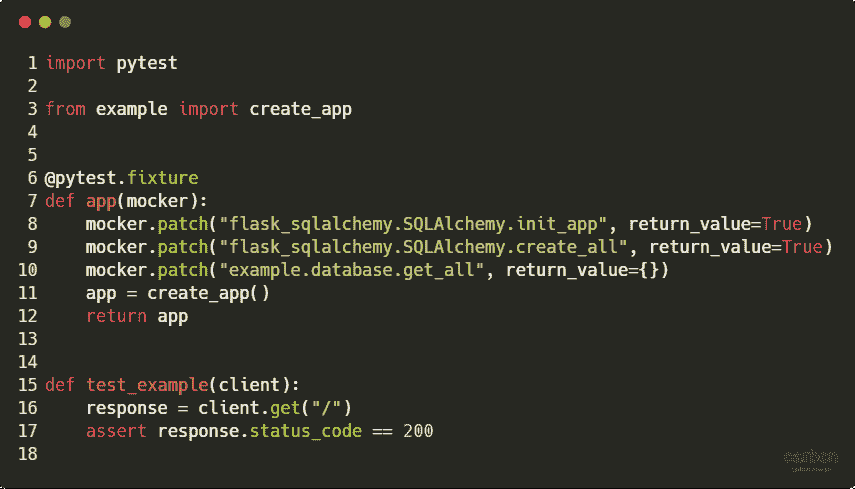 1 import pytest
2
3 from example import create_app
4
5
6 @pytest.fixture
7 def app(mocker):
8     mocker.patch("flask_sqlalchemy.SQLAlchemy.init_app", return_value=True)
9     mocker.patch("flask_sqlalchemy.SQLAlchemy.create_all", return_value=True)
10     mocker.patch("example.database.get_all", return_value={})
11     app = create_app()
12     return app
13
14
15 def test_example(client):
16     response = client.get("/")
17     assert response.status_code == 200
18
carbon